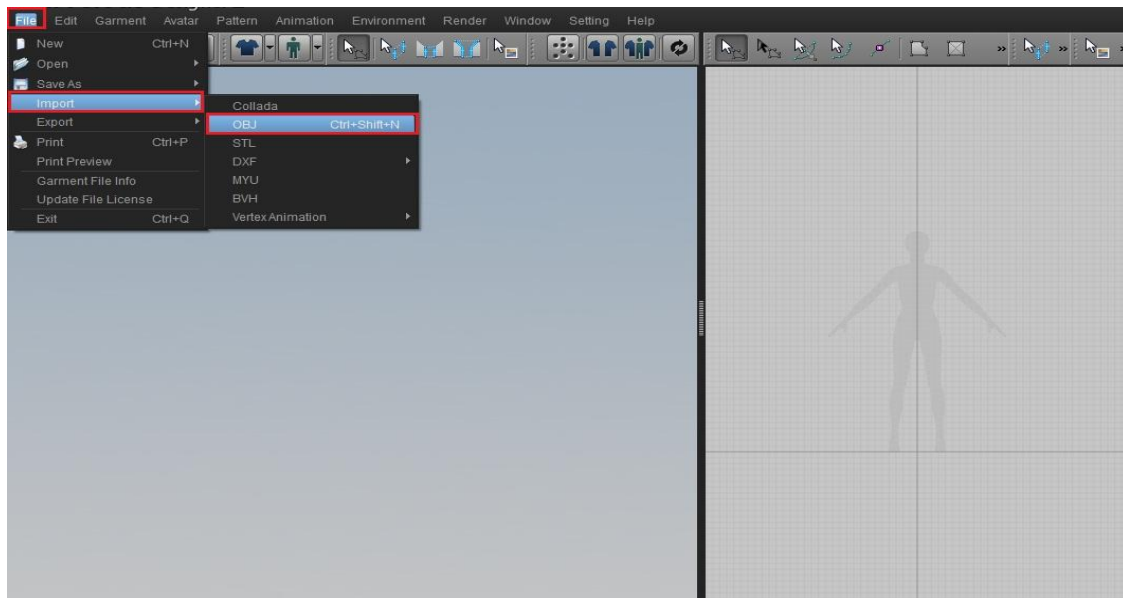 File Edit Garment Avatar Pattern Animation Environment Render Window Setting Help
New Ctrl+N
Open
Save As
Import
Export
Print Ctrl+P
Print Preview
Garment File Info
Update File License
Exit Ctrl+Q
Collada
OBJ Ctrl+Shift+N
STL
DXF
MYU
BVH
Vertex Animation